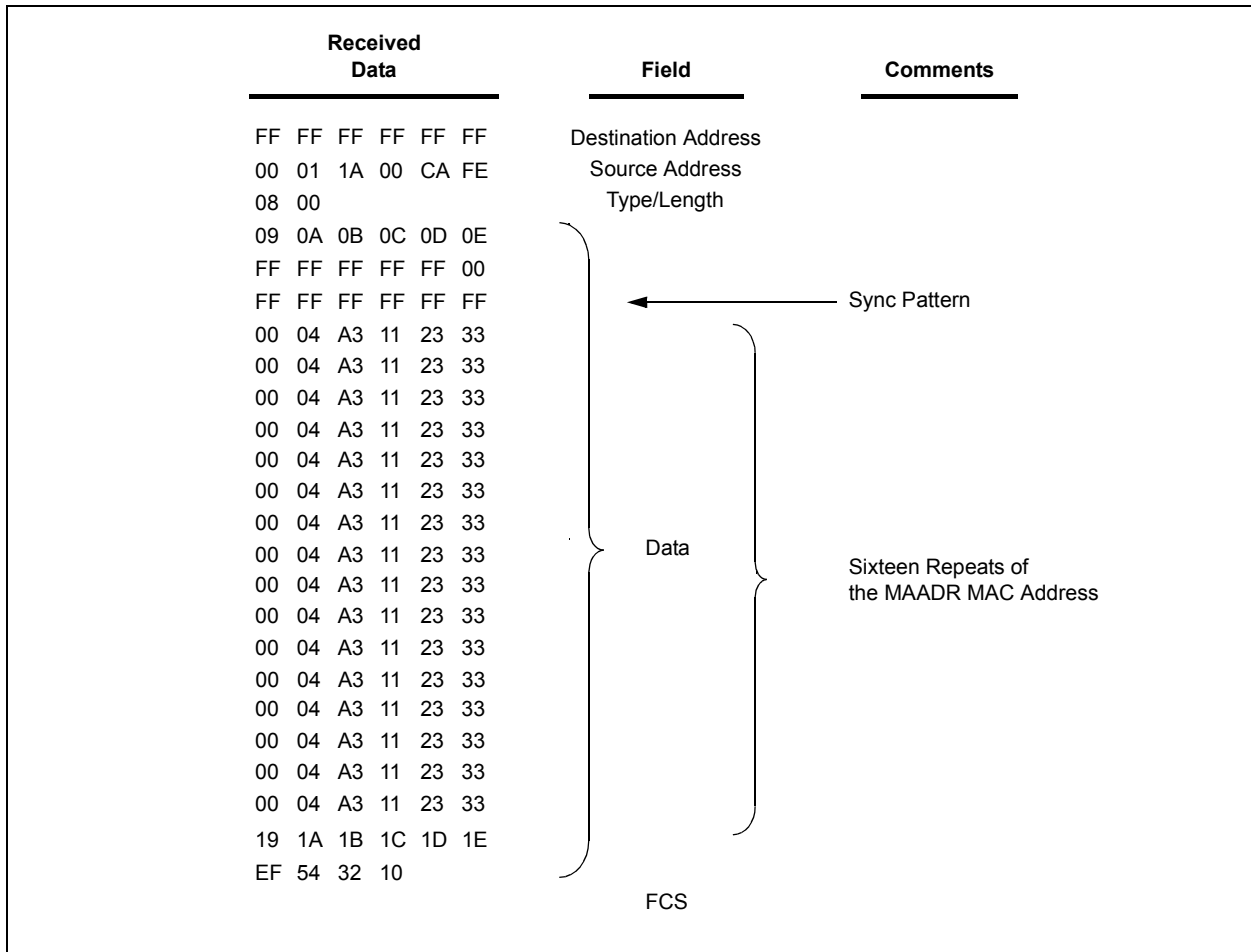 Received
Data Field Comments
FF FF FF FF FF FF Destination Address
00 01 1A 00 CA FE Source Address
08 00 Type/Length
09 0A 0B 0C 0D 0E
FF FF FF FF FF 00
FF FF FF FF FF FF Sync Pattern
00 04 A3 11 23 33
00 04 A3 11 23 33
00 04 A3 11 23 33
00 04 A3 11 23 33
00 04 A3 11 23 33
00 04 A3 11 23 33
00 04 A3 11 23 33
00 04 A3 11 23 33 Data
00 04 A3 11 23 33 Sixteen Repeats of
00 04 A3 11 23 33 the MAADR MAC Address
00 04 A3 11 23 33
00 04 A3 11 23 33
00 04 A3 11 23 33
00 04 A3 11 23 33
00 04 A3 11 23 33
00 04 A3 11 23 33
19 1A 1B 1C 1D 1E
EF 54 32 10
FCS